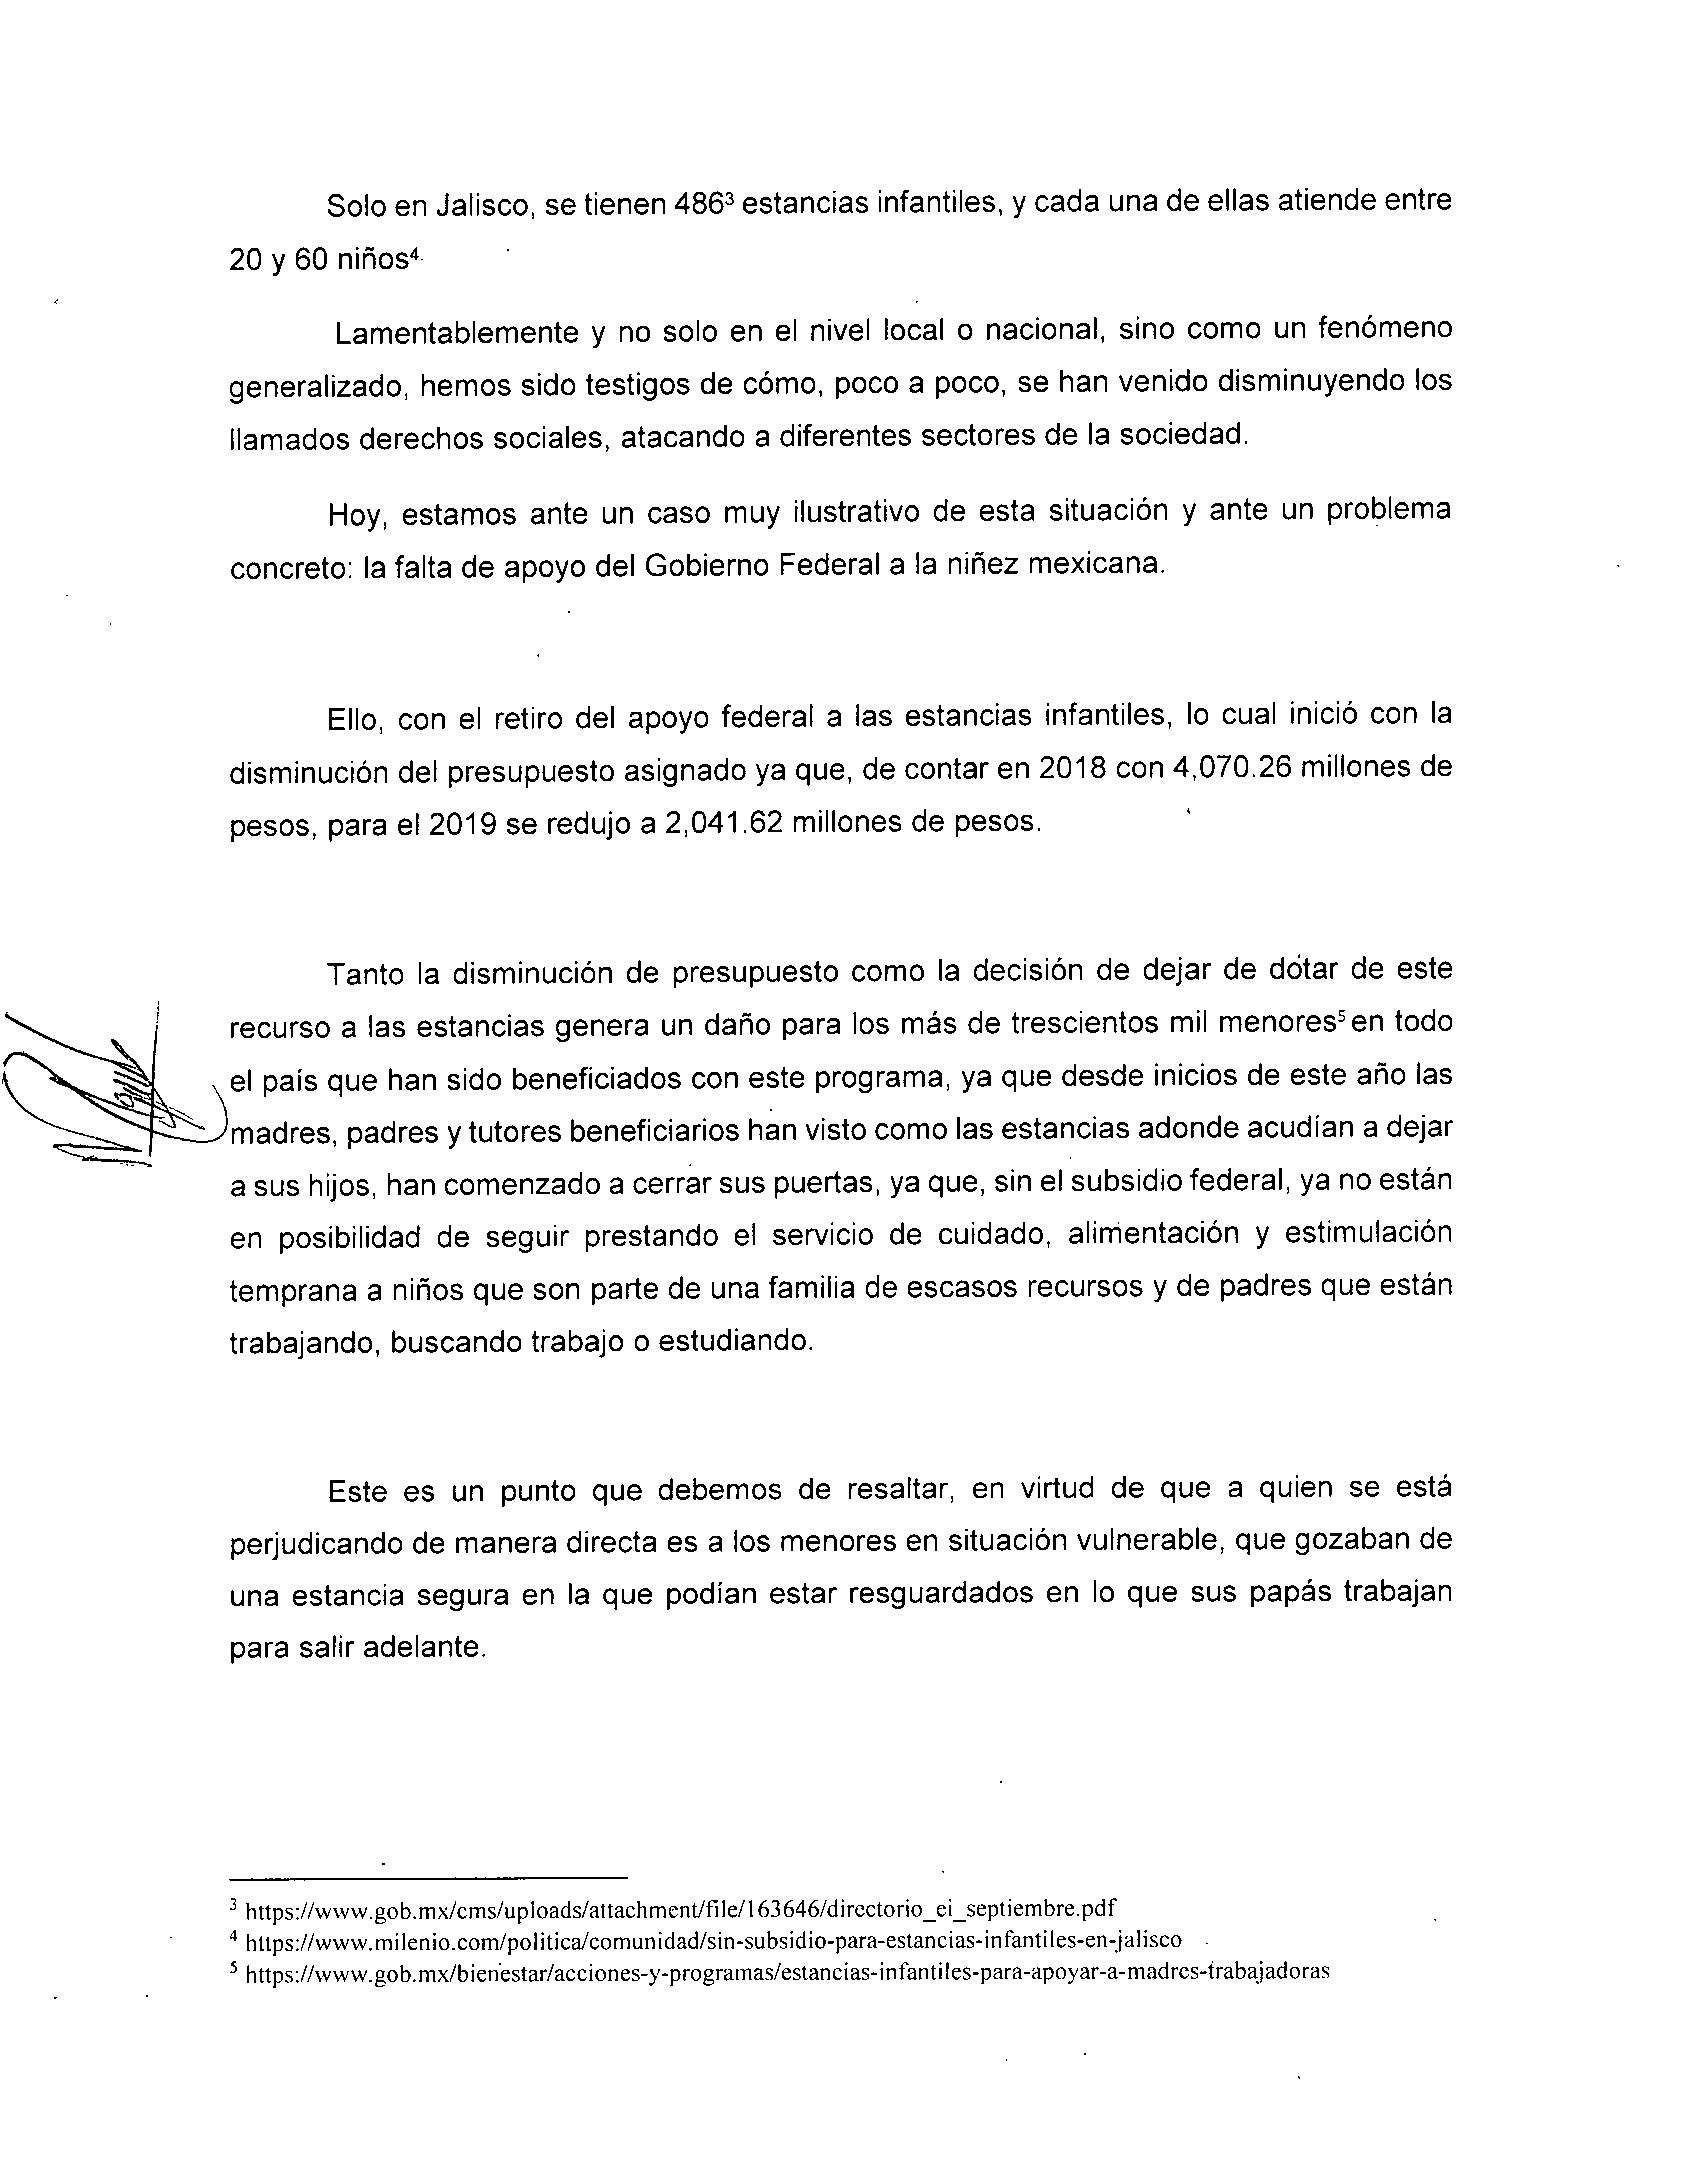 Solo en Jalisco, se tienen 486³ estancias infantiles, y cada una de ellas atiende entre
20 y 60 niños⁴.
Lamentablemente y no solo en el nivel local o nacional, sino como un fenómeno
generalizado, hemos sido testigos de cómo, poco a poco, se han venido disminuyendo los
llamados derechos sociales, atacando a diferentes sectores de la sociedad.
Hoy, estamos ante un caso muy ilustrativo de esta situación y ante un problema
concreto: la falta de apoyo del Gobierno Federal a la niñez mexicana.
Ello, con el retiro del apoyo federal a las estancias infantiles, lo cual inició con la
disminución del presupuesto asignado ya que, de contar en 2018 con 4,070.26 millones de
pesos, para el 2019 se redujo a 2,041.62 millones de pesos.
Tanto la disminución de presupuesto como la decisión de dejar de dotar de este
recurso a las estancias genera un daño para los más de trescientos mil menores⁵ en todo
el país que han sido beneficiados con este programa, ya que desde inicios de este año las
madres, padres y tutores beneficiarios han visto como las estancias adonde acudían a dejar
a sus hijos, han comenzado a cerrar sus puertas, ya que, sin el subsidio federal, ya no están
en posibilidad de seguir prestando el servicio de cuidado, alimentación y estimulación
temprana a niños que son parte de una familia de escasos recursos y de padres que están
trabajando, buscando trabajo o estudiando.
Este es un punto que debemos de resaltar, en virtud de que a quien se está
perjudicando de manera directa es a los menores en situación vulnerable, que gozaban de
una estancia segura en la que podían estar resguardados en lo que sus papás trabajan
para salir adelante.
³ https://www.gob.mx/cms/uploads/attachment/file/163646/directorio_ei_septiembre.pdf
⁴ https://www.milenio.com/politica/comunidad/sin-subsidio-para-estancias-infantiles-en-jalisco
⁵ https://www.gob.mx/bienestar/acciones-y-programas/estancias-infantiles-para-apoyar-a-madres-trabajadoras